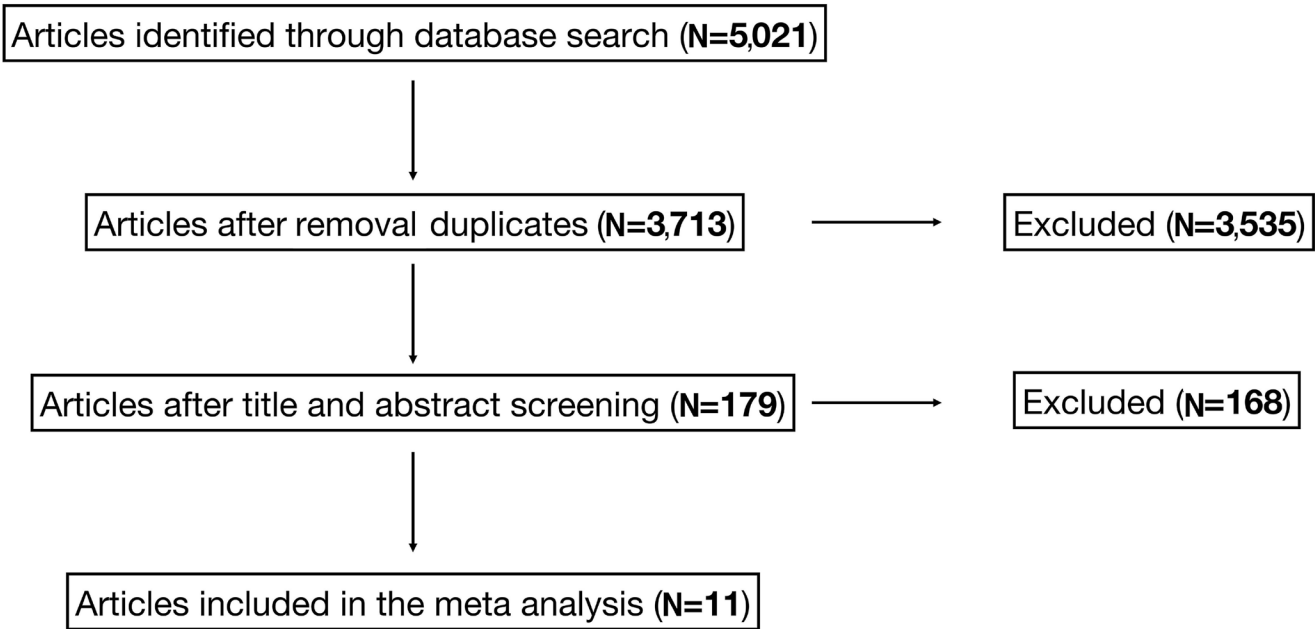 Articles identified through database search (N=5,021)
Articles after removal duplicates (N=3,713)
Excluded (N=3,535)
Articles after title and abstract screening (N=179)
Excluded (N=168)
Articles included in the meta analysis (N=11)